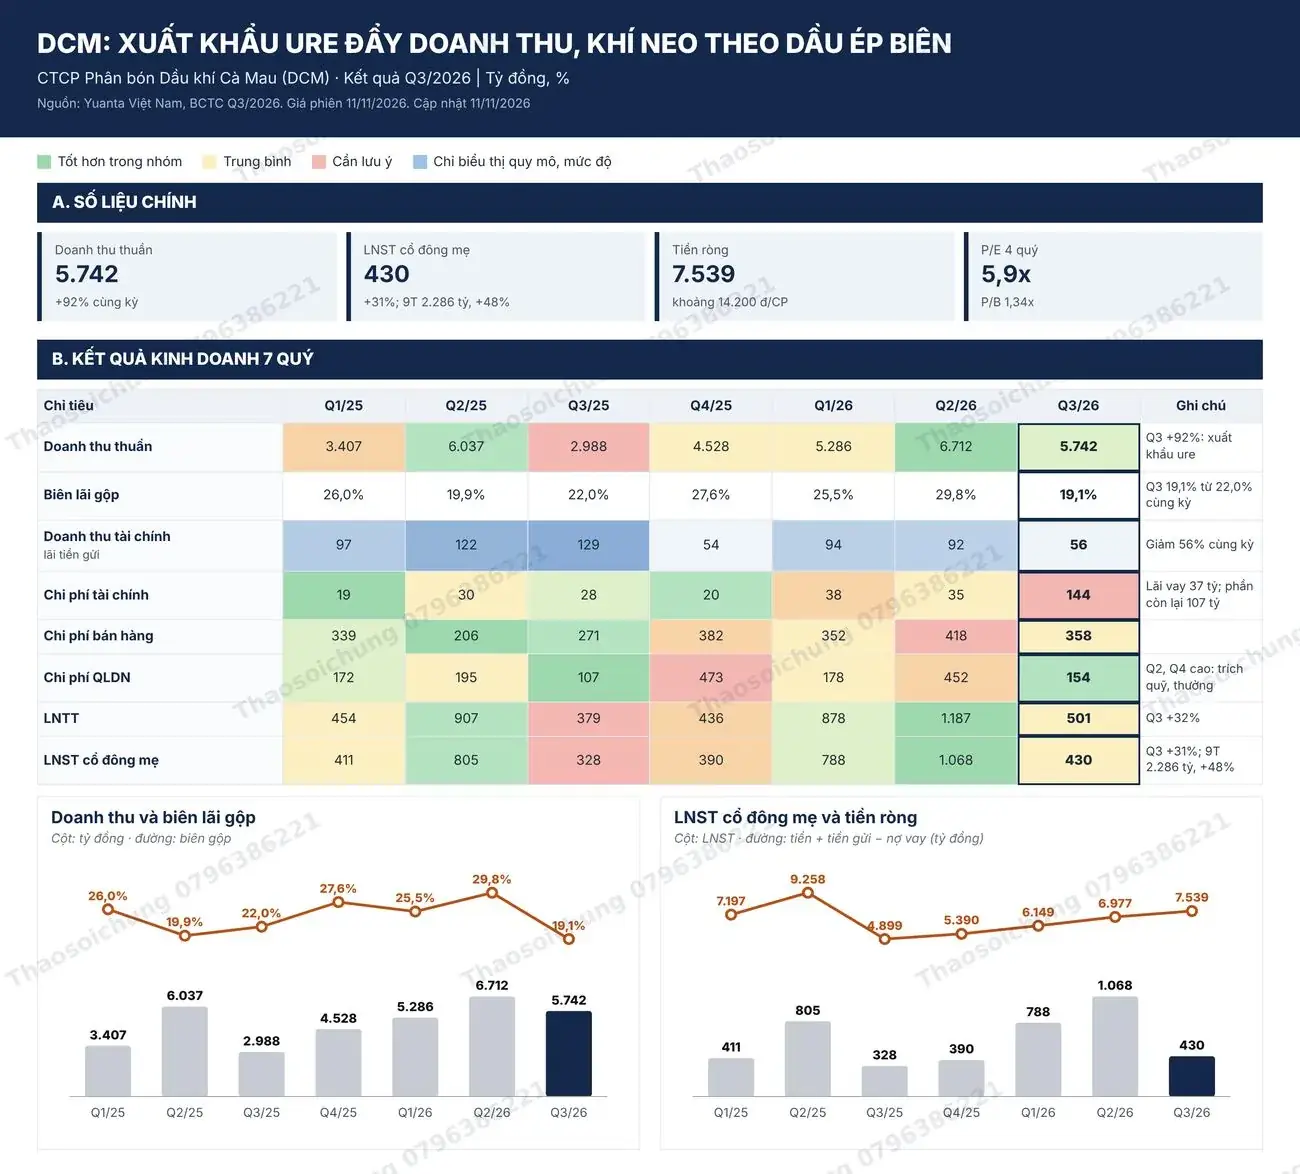 DCM: XUẤT KHẨU URE ĐẨY DOANH THU, KHÍ NEO THEO DẦU ÉP BIÊN
CTCP Phân bón Dầu khí Cà Mau (DCM) · Kết quả Q3/2026 | Tỷ đồng, %
Nguồn: Yuanta Việt Nam, BCTC Q3/2026. Giá phiên 11/11/2026. Cập nhật 11/11/2026
Tốt hơn trong nhóm
Trung bình
Cần lưu ý
Chỉ biểu thị quy mô, mức độ
A. SỐ LIỆU CHÍNH
Doanh thu thuần
5.742
+92% cùng kỳ
LNST cổ đông mẹ
430
+31%; 9T 2.286 tỷ, +48%
Tiền ròng
7.539
khoảng 14.200 đ/CP
P/E 4 quý
5,9x
P/B 1,34x
B. KẾT QUẢ KINH DOANH 7 QUÝ
Chỉ tiêu Q1/25 Q2/25 Q3/25 Q4/25 Q1/26 Q2/26 Q3/26 Ghi chú
Doanh thu thuần 3.407 6.037 2.988 4.528 5.286 6.712 5.742 Q3 +92%: xuất
khẩu ure
Biên lãi gộp 26,0% 19,9% 22,0% 27,6% 25,5% 29,8% 19,1% Q3 19,1% từ 22,0%
cùng kỳ
Doanh thu tài chính
lãi tiền gửi
97 122 129 54 94 92 56 Giảm 56% cùng kỳ
Chi phí tài chính 19 30 28 20 38 35 144 Lãi vay 37 tỷ; phần
còn lại 107 tỷ
Chi phí bán hàng 339 206 271 382 352 418 358
Chi phí QLDN 172 195 107 473 178 452 154 Q2, Q4 cao: trích
quỹ, thưởng
LNTT 454 907 379 436 878 1.187 501 Q3 +32%
LNST cổ đông mẹ 411 805 328 390 788 1.068 430 Q3 +31%; 9T
2.286 tỷ, +48%
Doanh thu và biên lãi gộp
Cột: tỷ đồng · đường: biên gộp
26,0% 19,9% 22,0% 27,6% 25,5% 29,8% 19,1%
3.407 6.037 2.988 4.528 5.286 6.712 5.742
Q1/25 Q2/25 Q3/25 Q4/25 Q1/26 Q2/26 Q3/26
LNST cổ đông mẹ và tiền ròng
Cột: LNST · đường: tiền + tiền gửi − nợ vay (tỷ đồng)
7.197 9.258 4.899 5.390 6.149 6.977 7.539
411 805 328 390 788 1.068 430
Q1/25 Q2/25 Q3/25 Q4/25 Q1/26 Q2/26 Q3/26
Thaosoichung 0796386221